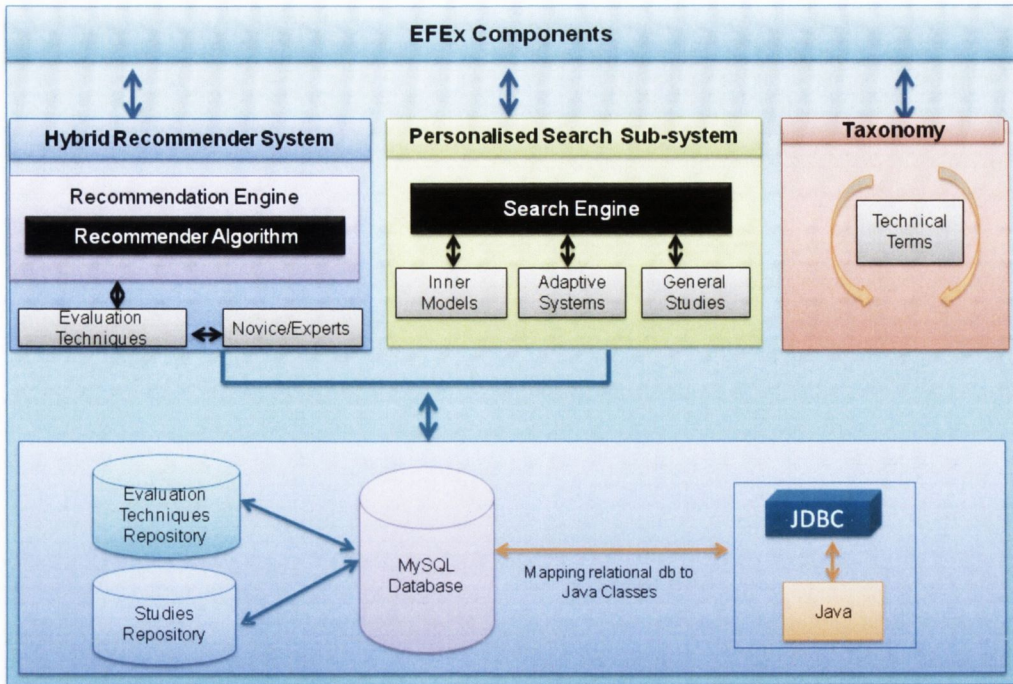 EFEx Components
Hybrid Recommender System
Recommendation Engine
Recommender Algorithm
Evaluation
Techniques
Novice/Experts
Personalised Search Sub-system
Search Engine
Inner
Models
Adaptive
Systems
General
Studies
Taxonomy
Technical
Terms
Evaluation
Techniques
Repository
Studies
Repository
MySQL
Database
Mapping relational db to
Java Classes
JDBC
Java